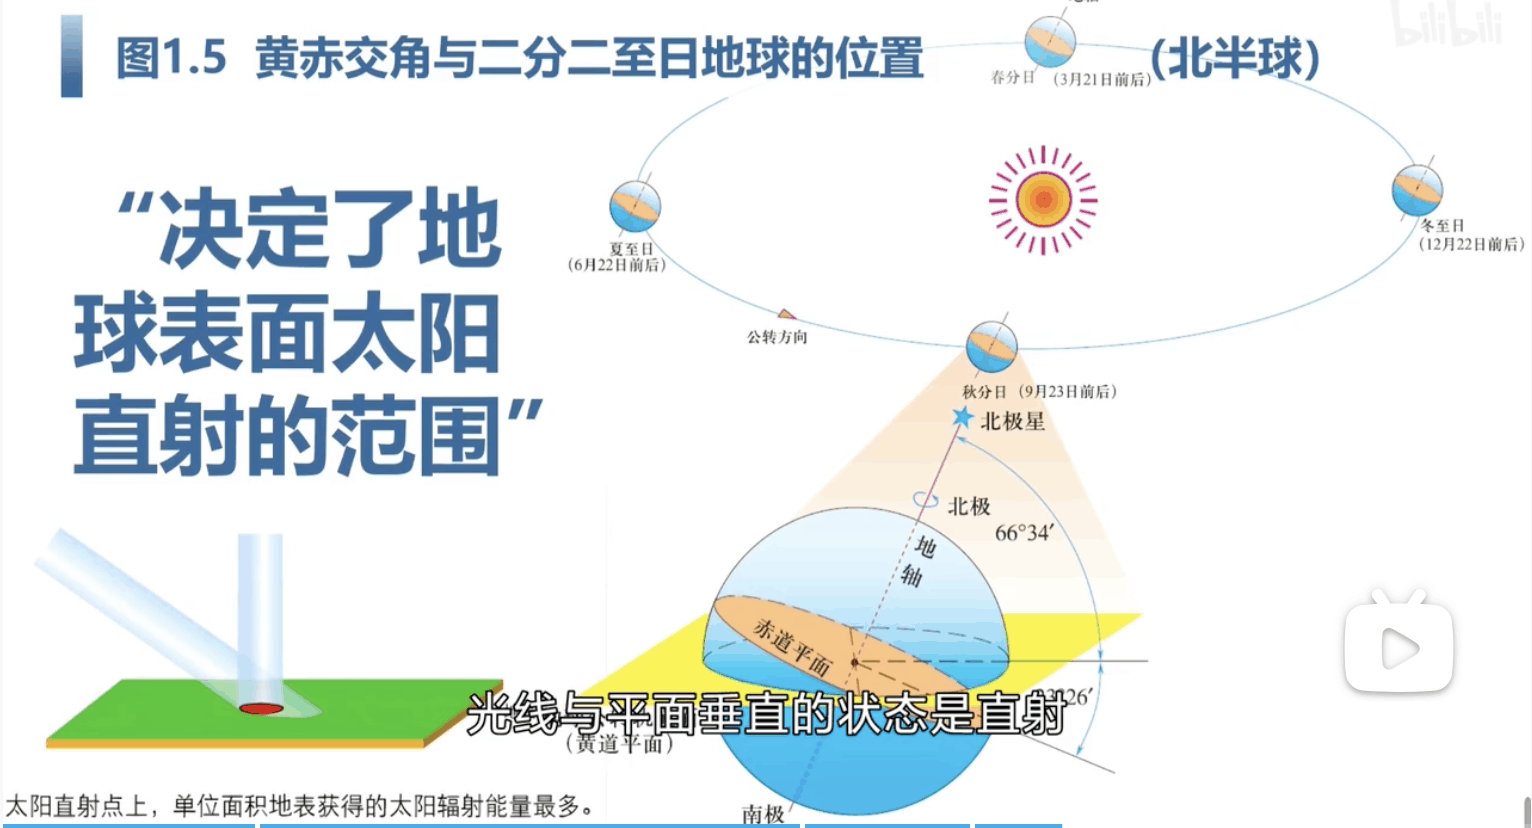 图1.5 黄赤交角与二分二至日地球的位置
（北半球）
bilibili
春分日 （3月21日前后）
“决定了地
球表面太阳
直射的范围”
夏至日
（6月22日前后）
冬至日
（12月22日前后）
公转方向
秋分日 （9月23日前后）
北极星
北极
66°34′
地
轴
赤道平面
26′
光线与平面垂直的状态是直射
（黄道平面）
南极
太阳直射点上，单位面积地表获得的太阳辐射能量最多。